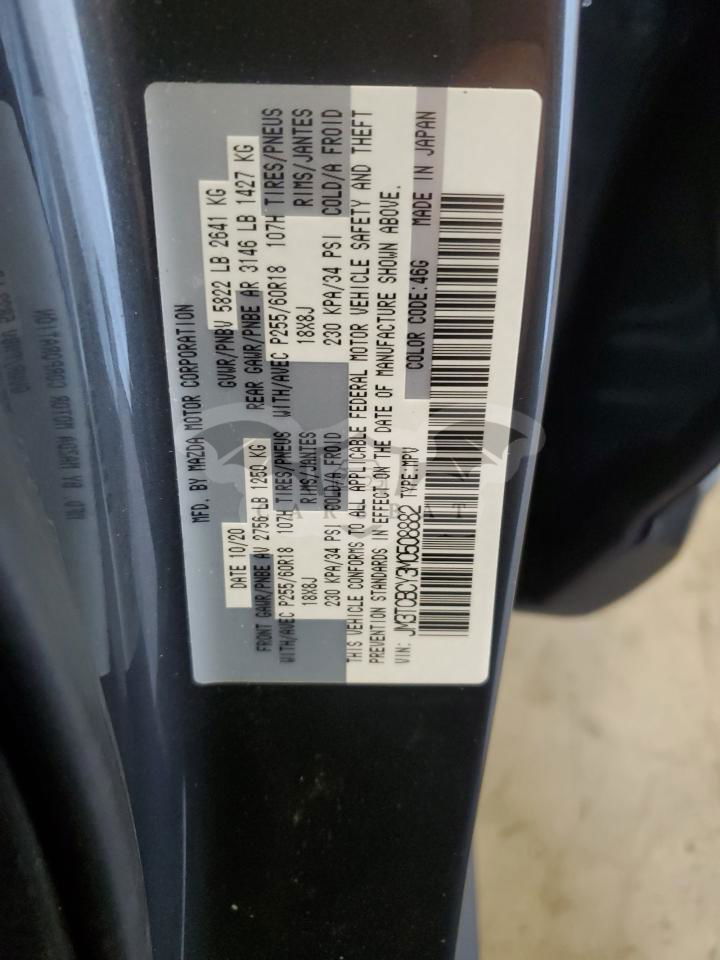 MFD. BY MAZDA MOTOR CORPORATION
DATE 10/20 GVWR/PNBV 5822 LB 2641 KG
FRONT GAWR/PNBE AV 2756 LB 1250 KG REAR GAWR/PNBE AR 3146 LB 1427 KG
WITH/AVEC P255/60R18 107H TIRES/PNEUS WITH/AVEC P255/60R18 107H TIRES/PNEUS
18X8J RIMS/JANTES 18X8J RIMS/JANTES
230 KPA/34 PSI COLD/A FROID 230 KPA/34 PSI COLD/A FROID
THIS VEHICLE CONFORMS TO ALL APPLICABLE FEDERAL MOTOR VEHICLE SAFETY AND THEFT
PREVENTION STANDARDS IN EFFECT ON THE DATE OF MANUFACTURE SHOWN ABOVE.
VIN: JM3TCBCY3M0508882 TYPE:MPV COLOR CODE:46G MADE IN JAPAN